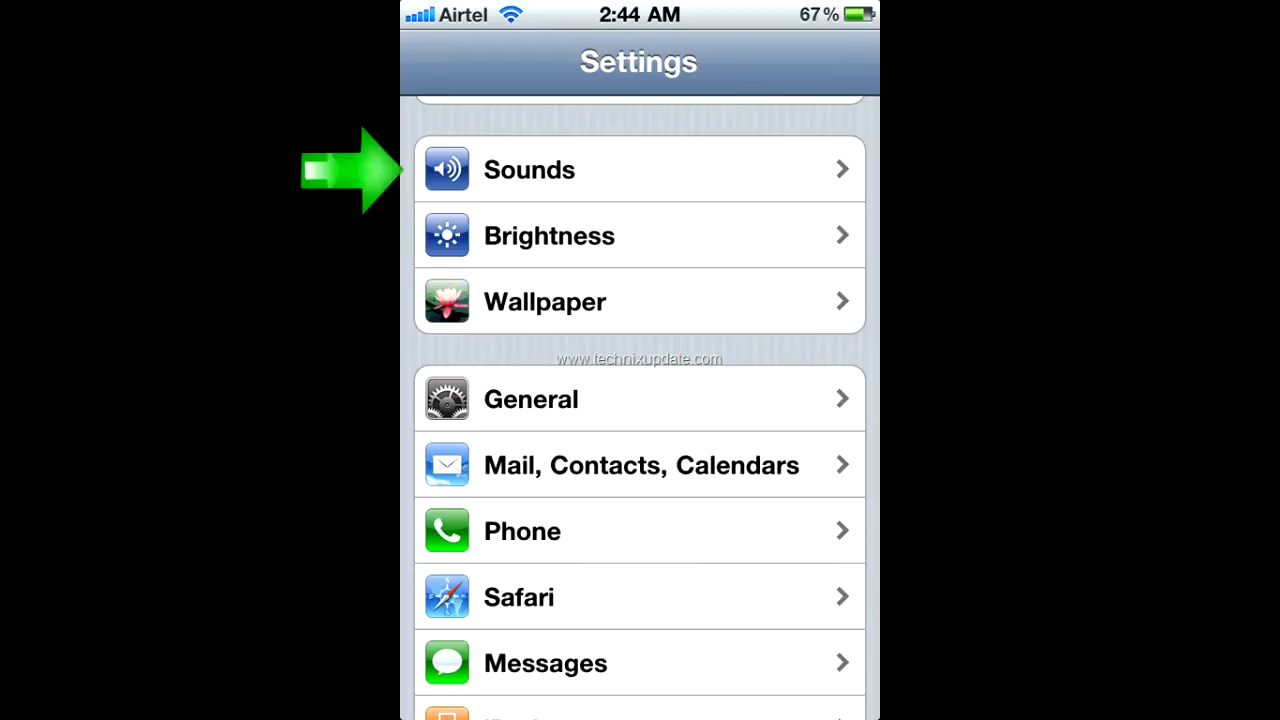 Airtel 2:44 AM 67%
Settings
Sounds
Brightness
Wallpaper
www.technixupdate.com
General
Mail, Contacts, Calendars
Phone
Safari
Messages